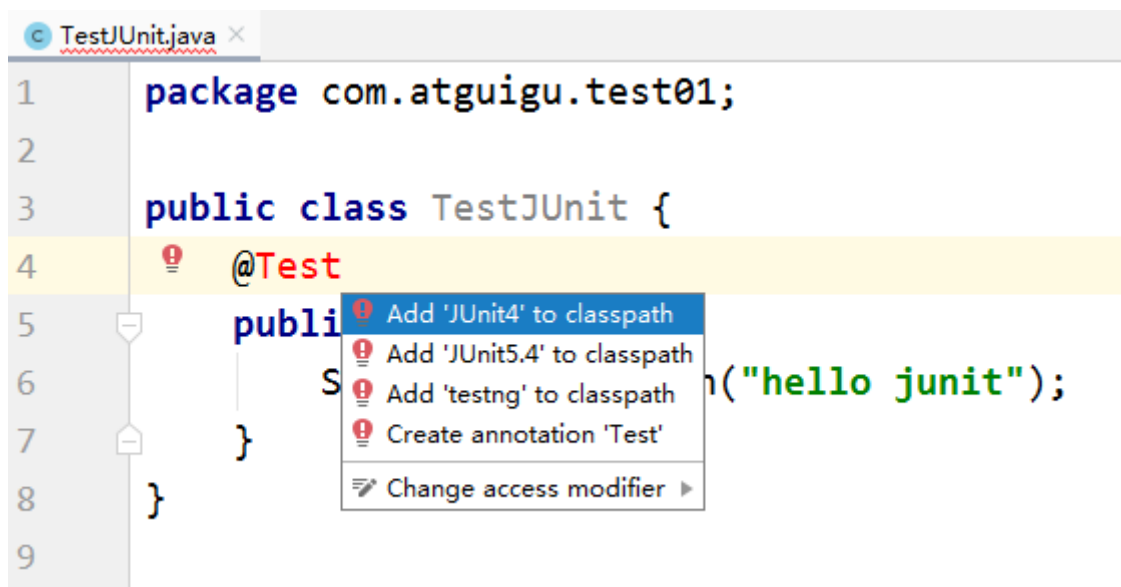 C TestJUnit.java ×
1 package com.atguigu.test01;
2
3 public class TestJUnit {
4 @Test
Add 'JUnit4' to classpath
5 publi
Add 'JUnit5.4' to classpath
6 S n("hello junit");
Add 'testng' to classpath
Create annotation 'Test'
7 }
Change access modifier
8 }
9